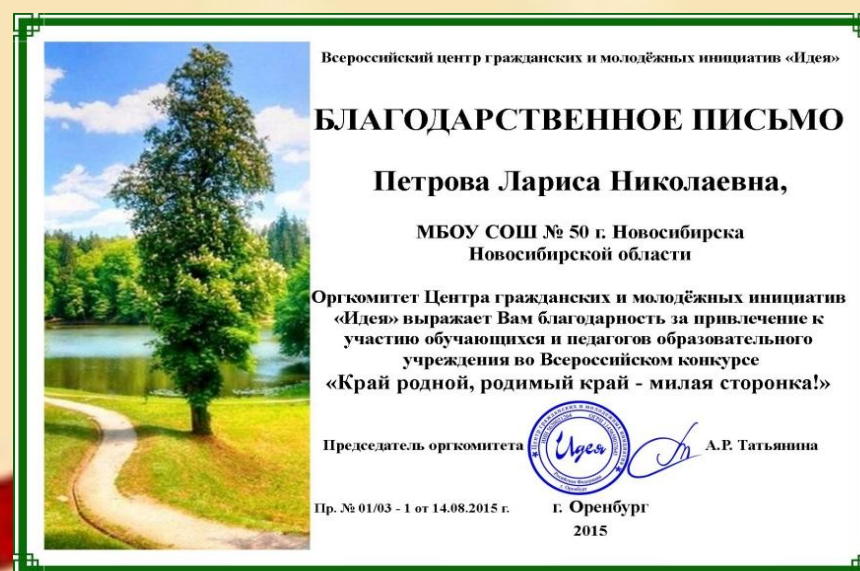 Всероссийский центр гражданских и молодёжных инициатив «Идея»
БЛАГОДАРСТВЕННОЕ ПИСЬМО
Петрова Лариса Николаевна,
МБОУ СОШ № 50 г. Новосибирска
Новосибирской области
Оргкомитет Центра гражданских и молодёжных инициатив
«Идея» выражает Вам благодарность за привлечение к
участию обучающихся и педагогов образовательного
учреждения во Всероссийском конкурсе
«Край родной, родимый край - милая сторонка!»
Председатель оргкомитета
Идея
А.Р. Татьянина
Пр. № 01/03 - 1 от 14.08.2015 г.
г. Оренбург
2015